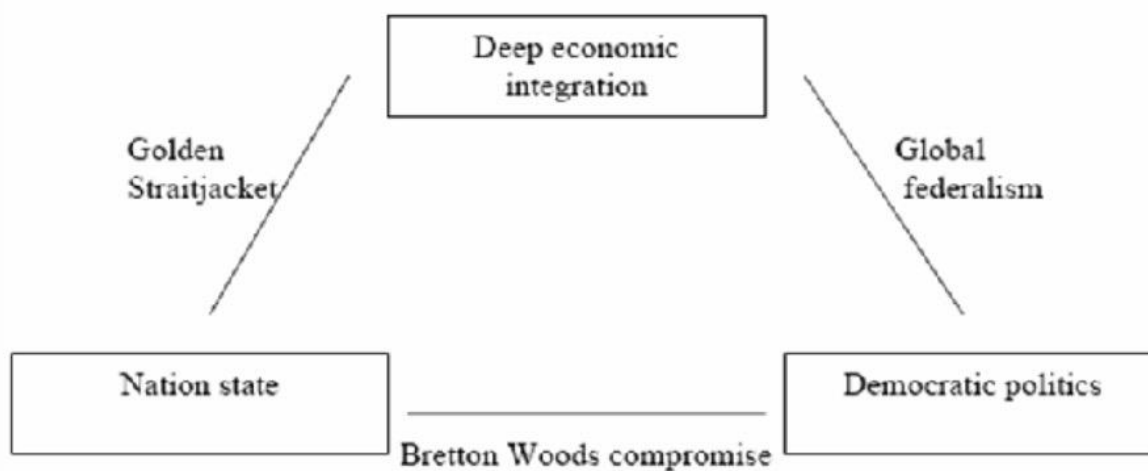 Deep economic
integration
Golden
Straitjacket
Global
federalism
Nation state
Democratic politics
Bretton Woods compromise